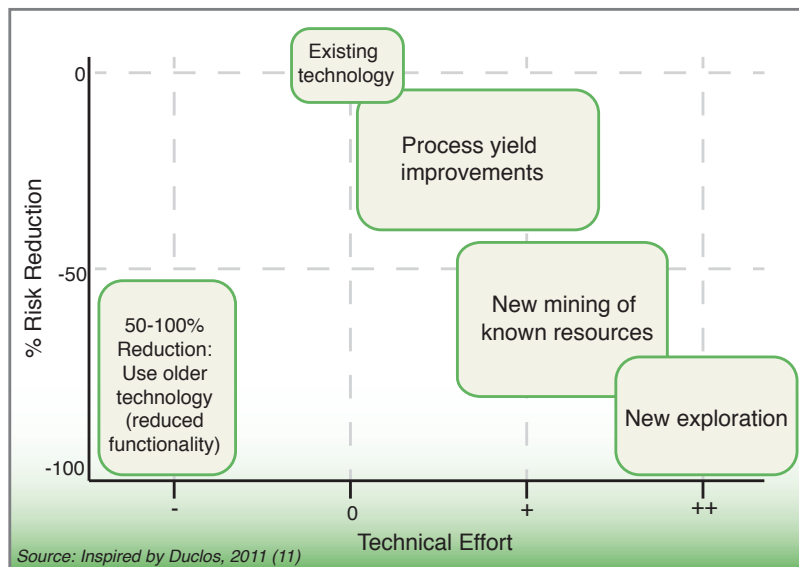 % Risk Reduction
0
-50
-100
Existing
technology
Process yield
improvements
New mining of
known resources
50-100%
Reduction:
Use older
technology
(reduced
functionality)
New exploration
-
0
+
++
Technical Effort
Source: Inspired by Duclos, 2011 (11)